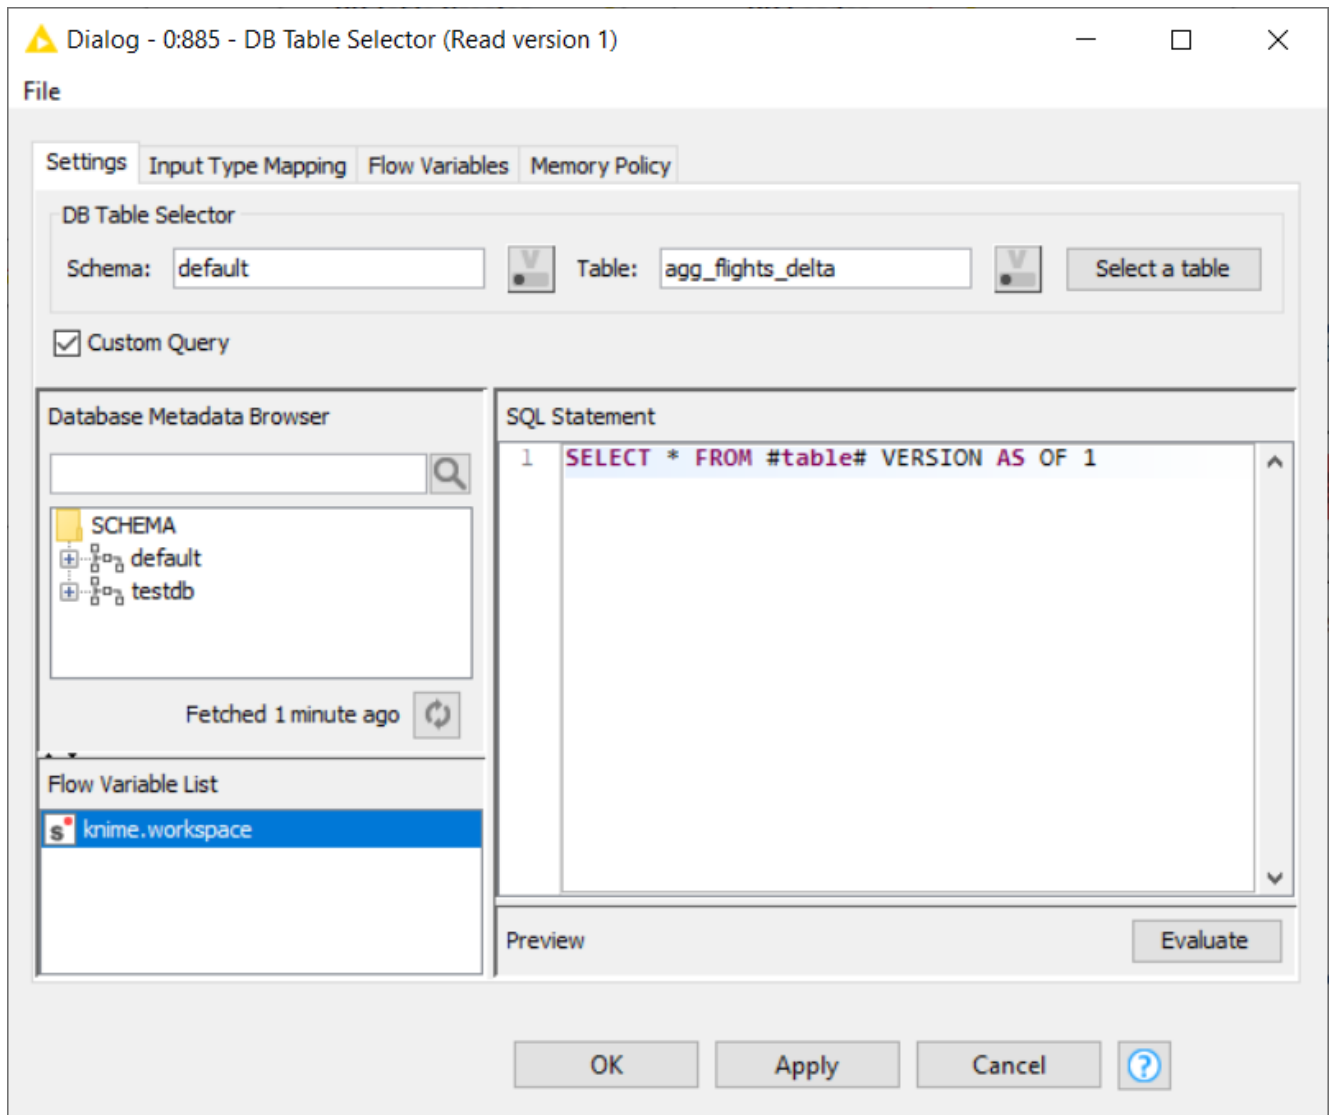 Dialog - 0:885 - DB Table Selector (Read version 1)
File
Settings Input Type Mapping Flow Variables Memory Policy
DB Table Selector
Schema: default V Table: agg_flights_delta V Select a table
Custom Query
Database Metadata Browser
SQL Statement
1 SELECT * FROM #table# VERSION AS OF 1
SCHEMA
default
testdb
Fetched 1 minute ago
Flow Variable List
s knime.workspace
Preview Evaluate
OK Apply Cancel ?